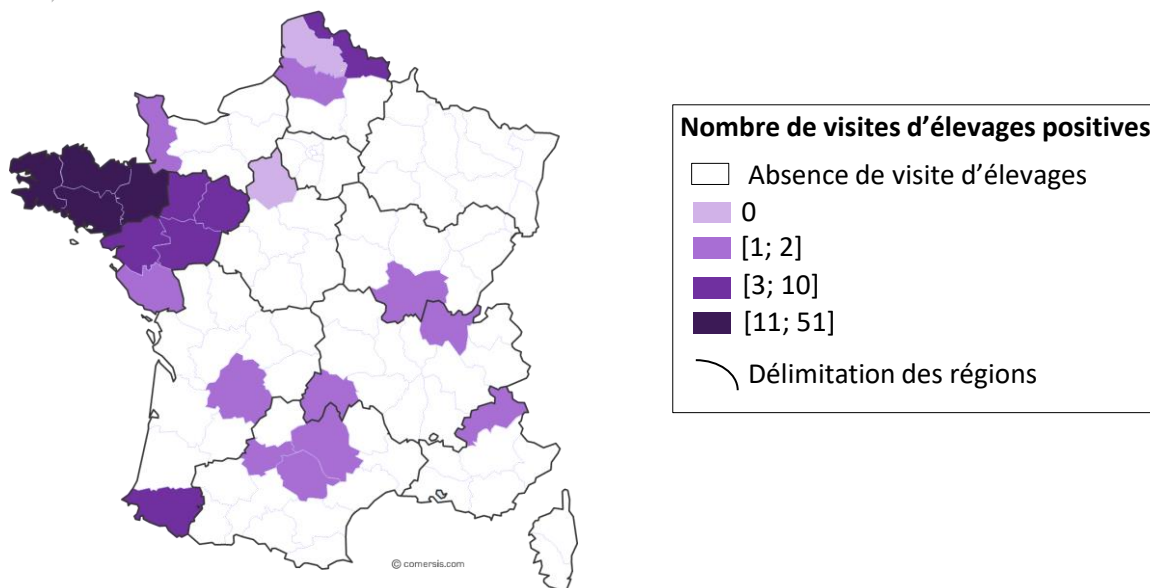 Nombre de visites d'élevages positives
Absence de visite d'élevages
0
[1; 2]
[3; 10]
[11; 51]
Délimitation des régions
© comersis.com